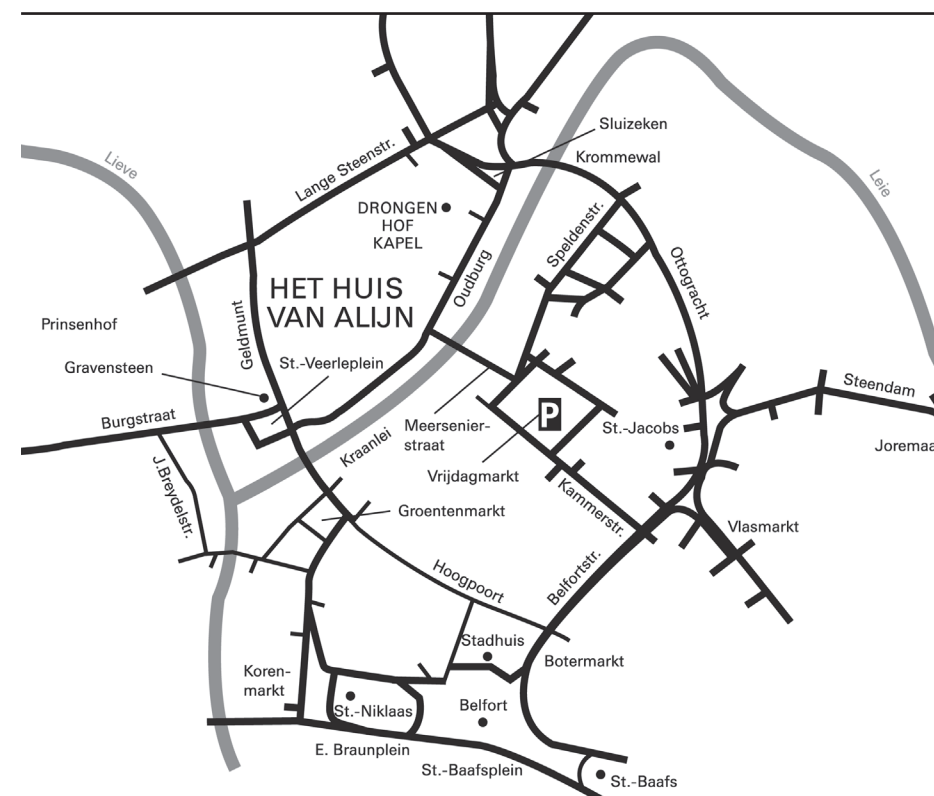 Sluizeken
Krommewal
Lieve
Lange Steenstr.
Leie
DRONGEN
HOF
KAPEL
Speldenstr.
Oudburg
Ottogracht
HET HUIS
VAN ALIJN
Geldmunt
Prinsenhof
Gravensteen
St.-Veerleplein
Burgstraat
Steendam
P
Meersenier-
straat
St.-Jacobs
Joremaa
Kraanlei
Vrijdagmarkt
J.Breydelstr.
Kammerstr.
Groentenmarkt
Vlasmarkt
Hoogpoort
Belfortstr.
Stadhuis
Botermarkt
Koren-
markt
St.-Niklaas
Belfort
E. Braunplein
St.-Baafsplein
St.-Baafs